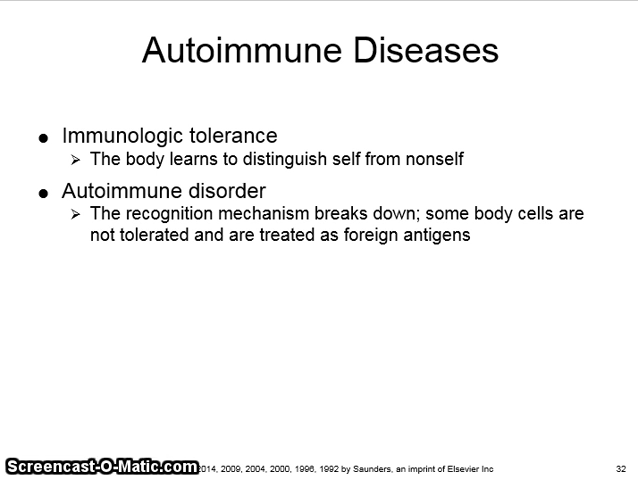 Autoimmune Diseases
● Immunologic tolerance
➢ The body learns to distinguish self from nonself
● Autoimmune disorder
➢ The recognition mechanism breaks down; some body cells are
not tolerated and are treated as foreign antigens
Screencast-O-Matic.com 2014, 2009, 2004, 2000, 1996, 1992 by Saunders, an imprint of Elsevier Inc 32